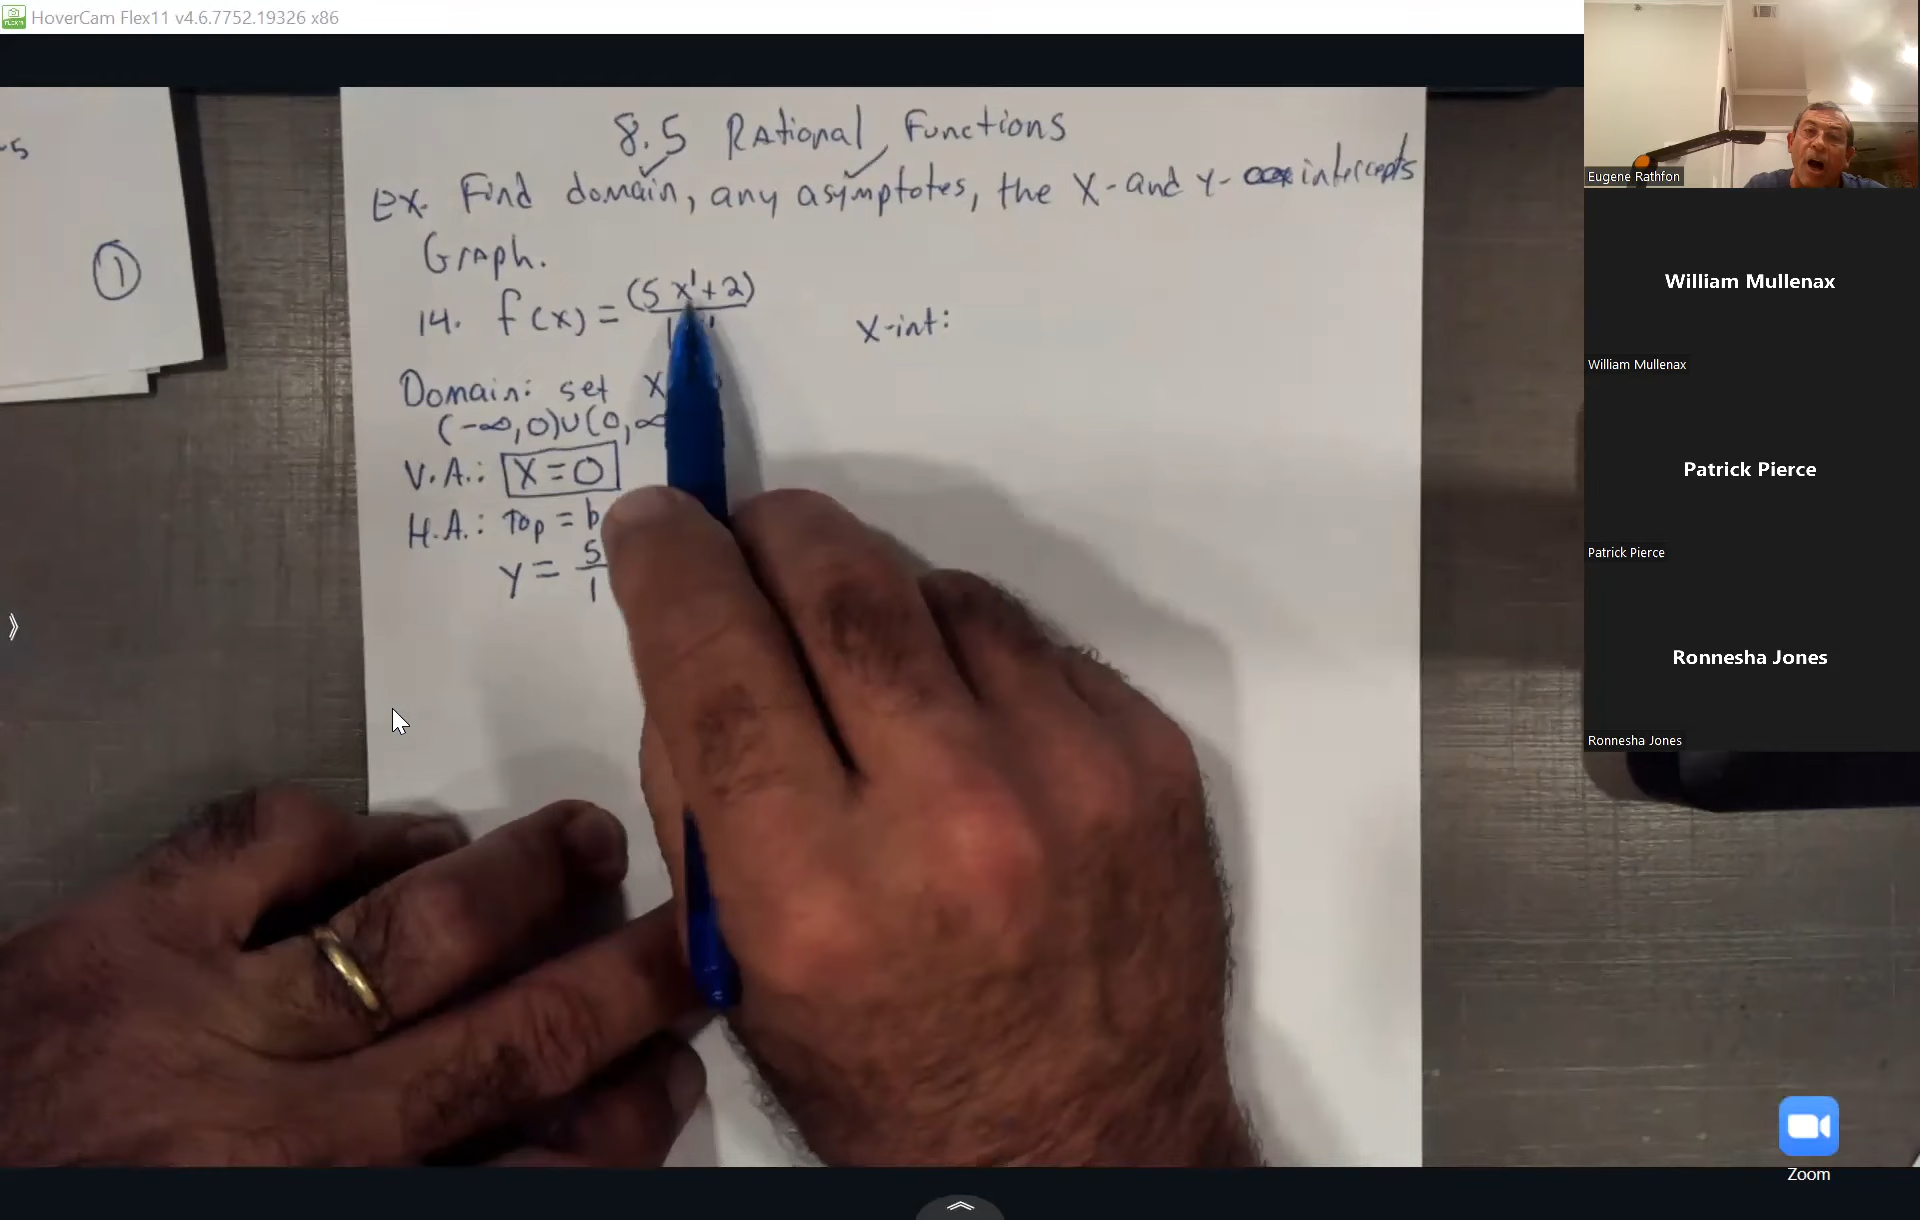 HoverCam Flex11 v4.6.7752.19326 x86
8.5 Rational Functions
Ex. Find domain, any asymptotes, the x-and y- intercepts
Graph.
14. f(x) = (5x¹+2)
x-int:
Domain: set x
(-∞,0)∪(0,∞
V.A.: x=0
H.A.: Top = b
y = 5
1
-5
1
Eugene Rathfon
William Mullenax
William Mullenax
Patrick Pierce
Patrick Pierce
Ronnesha Jones
Ronnesha Jones
Zoom